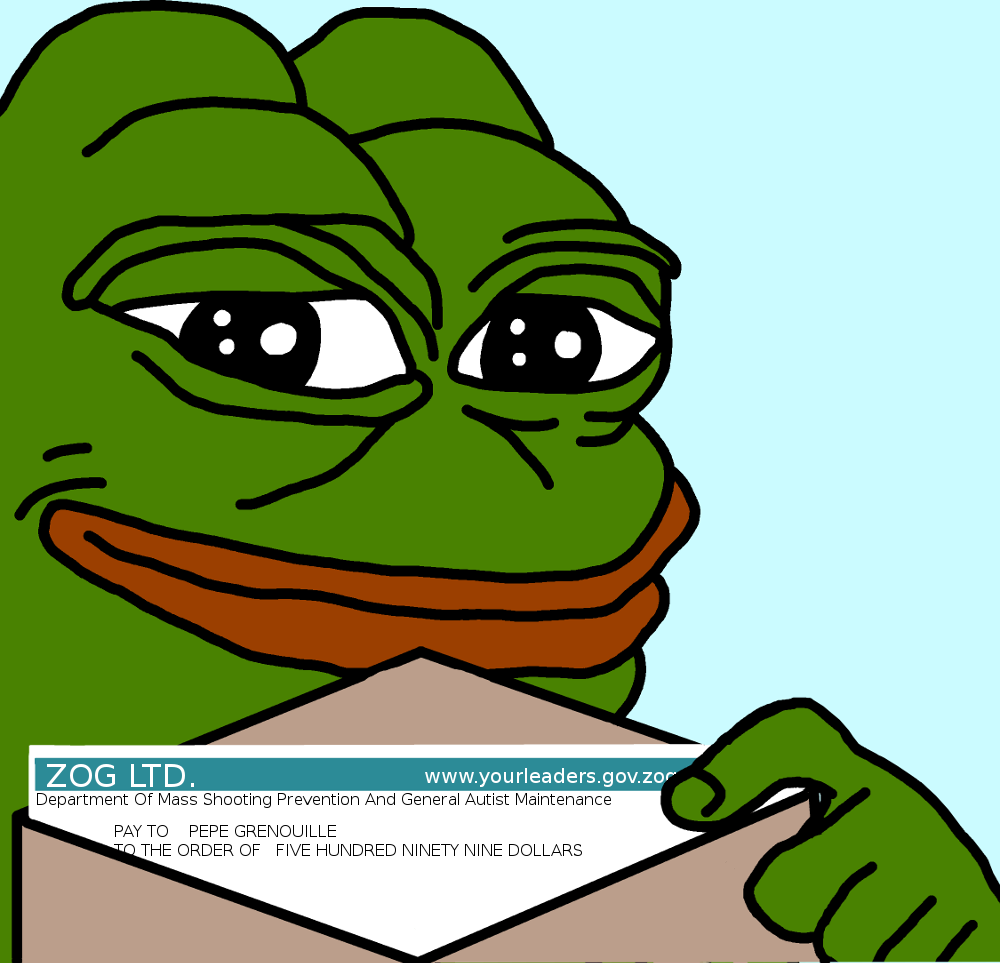 ZOG LTD.
www.yourleaders.gov.zog
Department Of Mass Shooting Prevention And General Autist Maintenance
PAY TO PEPE GRENOUILLE
TO THE ORDER OF FIVE HUNDRED NINETY NINE DOLLARS